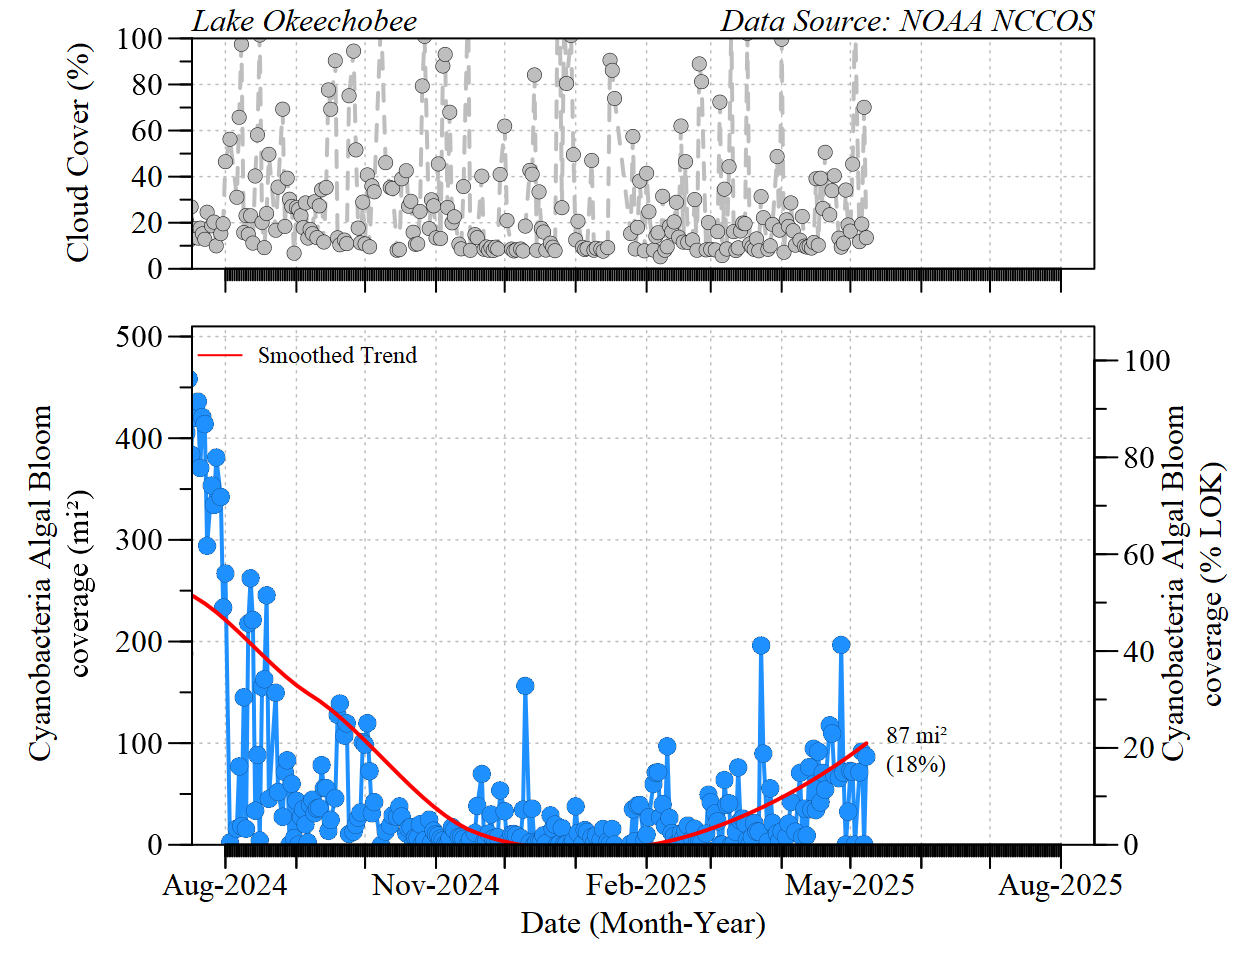 Lake Okeechobee
Data Source: NOAA NCCOS
Cloud Cover (%)
100
80
60
40
20
0
Smoothed Trend
Cyanobacteria Algal Bloom
coverage (mi²)
500
400
300
200
100
0
100
80
60
40
20
0
Cyanobacteria Algal Bloom
coverage (% LOK)
87 mi²
(18%)
Aug-2024
Nov-2024
Feb-2025
May-2025
Aug-2025
Date (Month-Year)